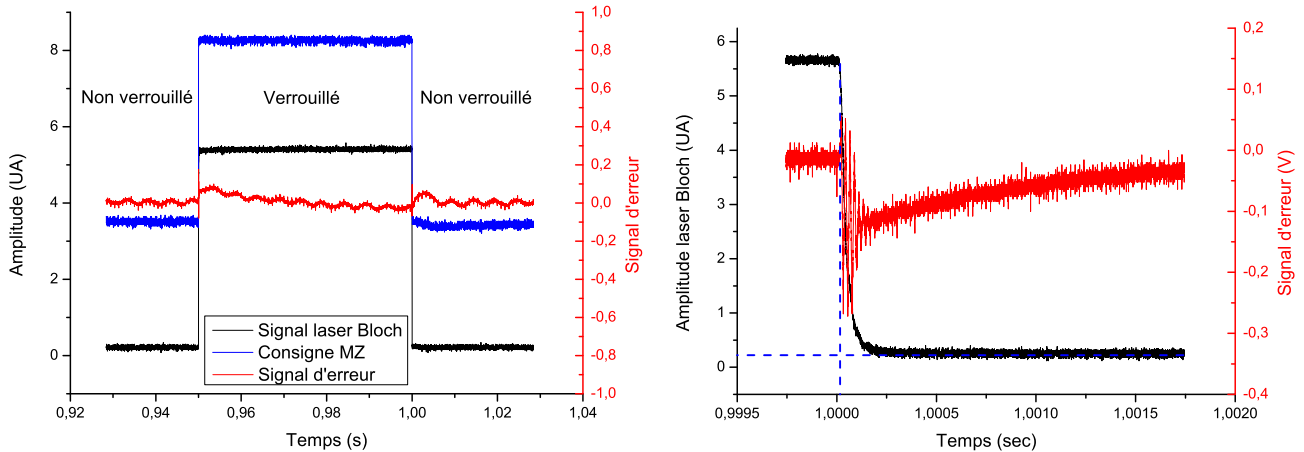 1,0
0,8
0,6
0,4
0,2
0,0
-0,2
-0,4
-0,6
-0,8
-1,0
Signal d'erreur
8
6
4
2
0
Amplitude (UA)
Non verrouillé
Verrouillé
Non verrouillé
Signal laser Bloch
Consigne MZ
Signal d'erreur
0,92 0,94 0,96 0,98 1,00 1,02 1,04
Temps (s)
6
5
4
3
2
1
0
Amplitude laser Bloch (UA)
0,2
0,1
0,0
-0,1
-0,2
-0,3
-0,4
Signal d'erreur (V)
0,9995 1,0000 1,0005 1,0010 1,0015 1,0020
Temps (sec)